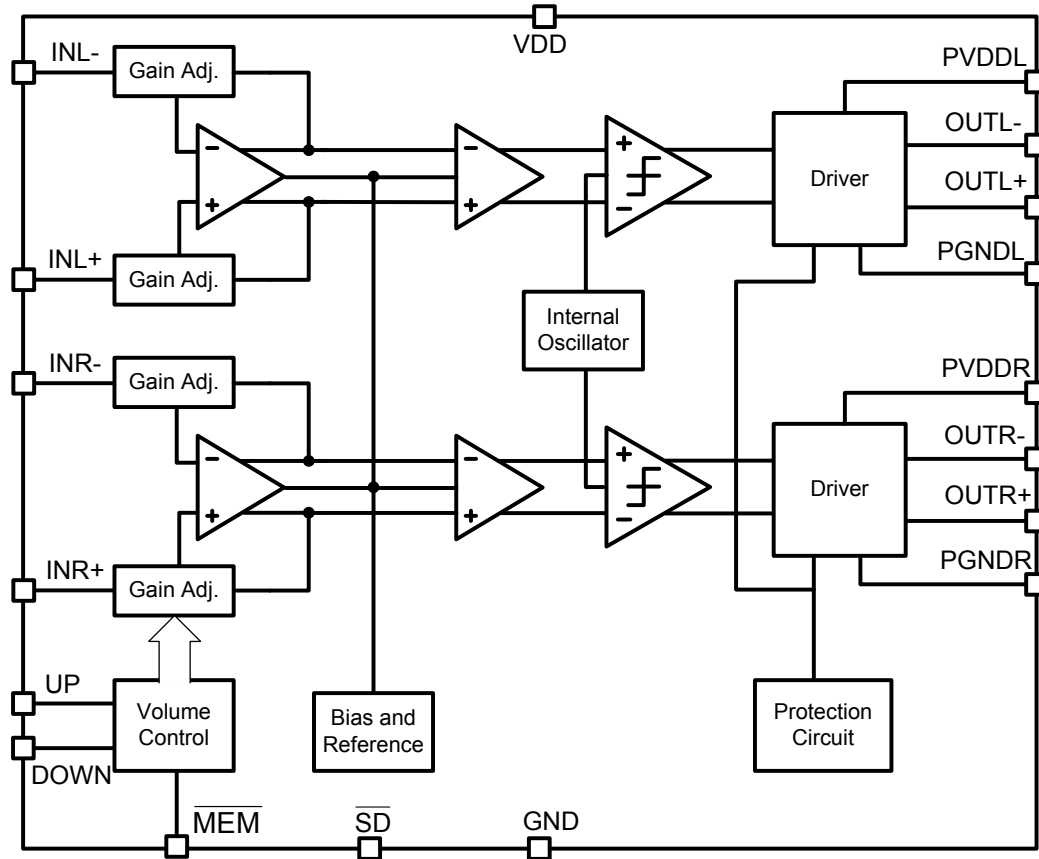 VDD
INL-
Gain Adj.
PVDDL
OUTL-
Driver
OUTL+
INL+
Gain Adj.
PGNDL
Internal
Oscillator
INR-
Gain Adj.
PVDDR
OUTR-
Driver
OUTR+
INR+
Gain Adj.
PGNDR
UP
Volume
Control
DOWN
Bias and
Reference
Protection
Circuit
MEM
SD
GND
− + − + + −
− + − + + −